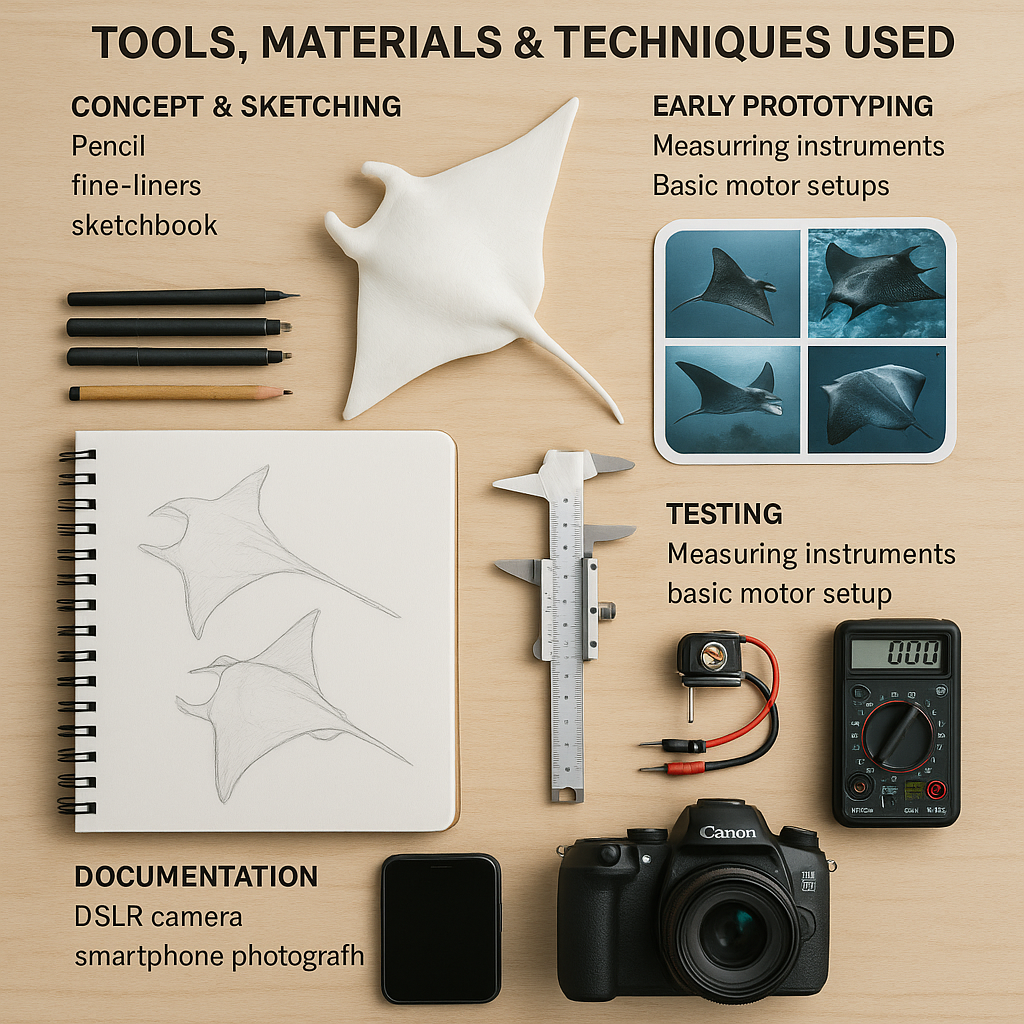 TOOLS, MATERIALS & TECHNIQUES USED
CONCEPT & SKETCHING
Pencil
fine-liners
sketchbook
EARLY PROTOTYPING
Measurring instruments
Basic motor setups
TESTING
Measuring instruments
basic motor setup
000
Canon
DOCUMENTATION
DSLR camera
smartphone photografh